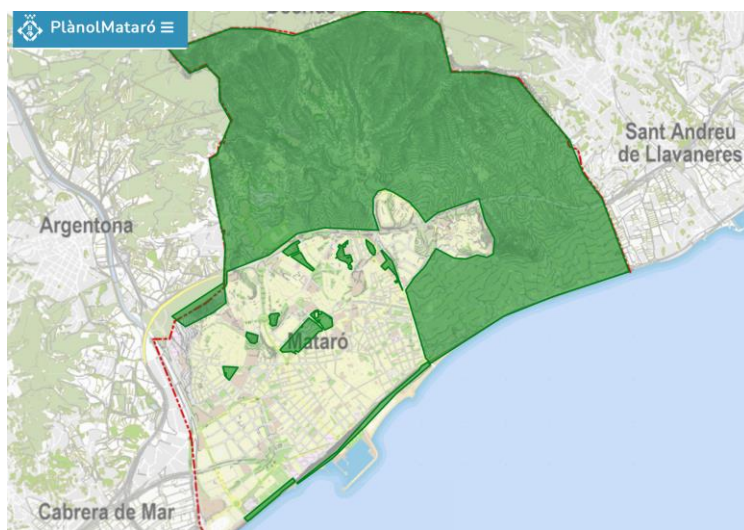 PlànolMataró
Sant Andreu
de Llavaneres
Argentona
Mataró
Cabrera de Mar